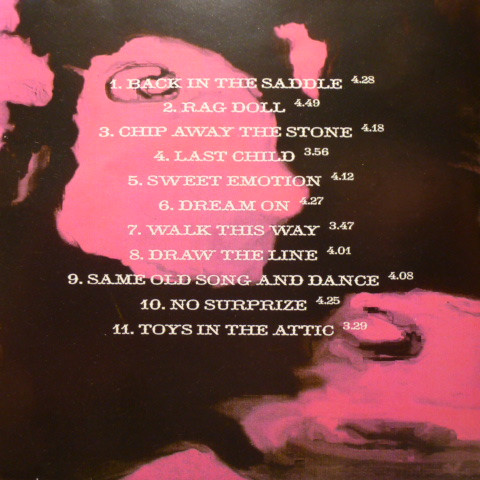 1. BACK IN THE SADDLE 4.28
2. RAG DOLL 4.49
3. CHIP AWAY THE STONE 4.18
4. LAST CHILD 3.56
5. SWEET EMOTION 4.12
6. DREAM ON 4.27
7. WALK THIS WAY 3.47
8. DRAW THE LINE 4.01
9. SAME OLD SONG AND DANCE 4.08
10. NO SURPRIZE 4.25
11. TOYS IN THE ATTIC 3.29